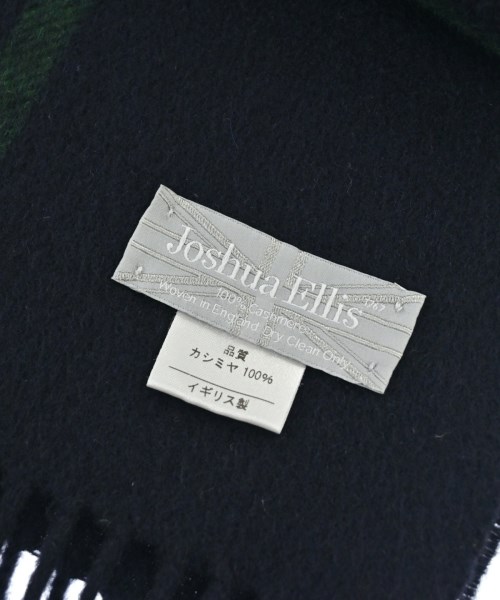 Joshua Ellis
1767
100% Cashmere
Woven in England Dry Clean Only
品質
カシミヤ 100%
イギリス製